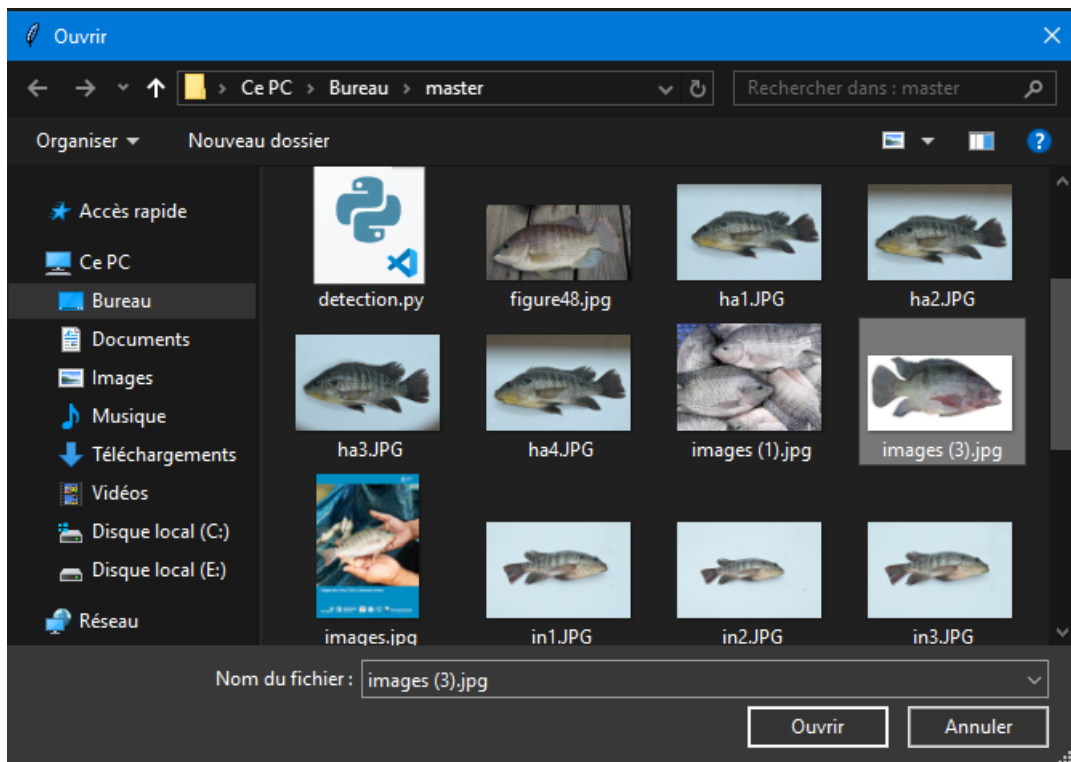 Ouvrir
Ce PC > Bureau > master
Rechercher dans : master
Organiser
Nouveau dossier
Accès rapide
Ce PC
Bureau
Documents
Images
Musique
Téléchargements
Vidéos
Disque local (C:)
Disque local (E:)
Réseau
detection.py
figure48.jpg
ha1.JPG
ha2.JPG
ha3.JPG
ha4.JPG
images (1).jpg
images (3).jpg
images.jpg
in1.JPG
in2.JPG
in3.JPG
Nom du fichier : images (3).jpg
Ouvrir
Annuler